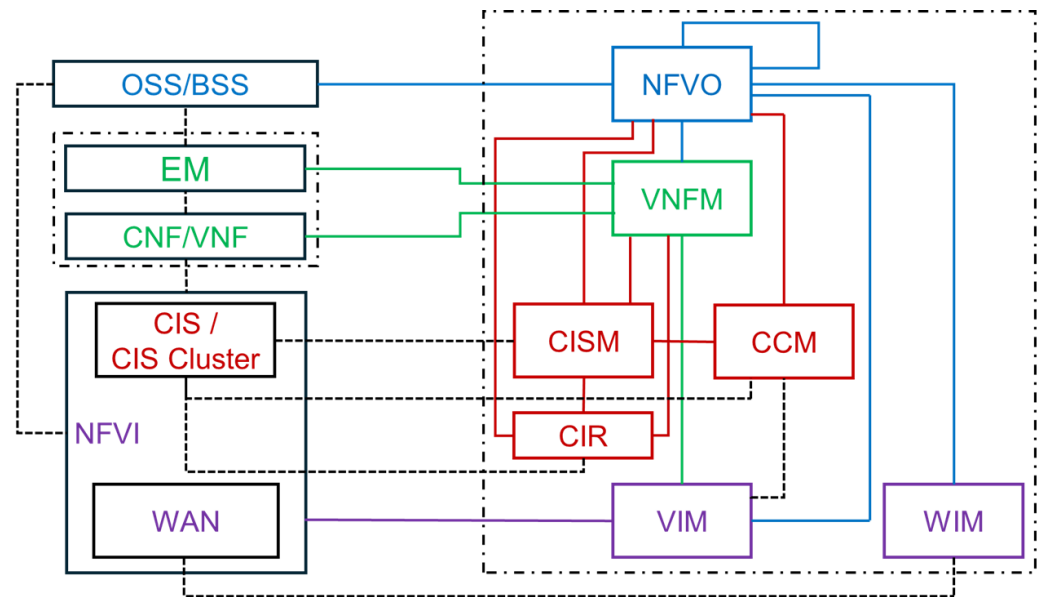 OSS/BSS
NFVO
EM
VNFM
CNF/VNF
CIS /
CIS Cluster
CISM
CCM
NFVI
CIR
WAN
VIM
WIM